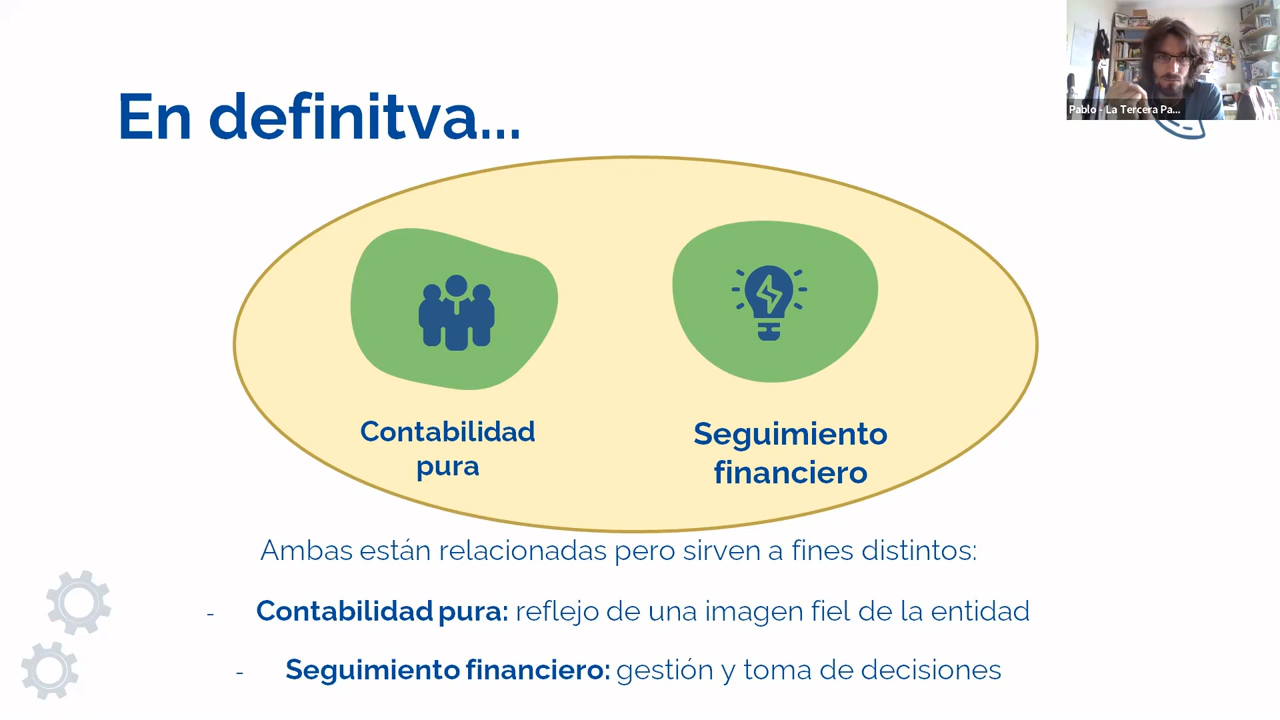 En definitva...
Pablo - La Tercera Pa...
Contabilidad
pura
Seguimiento
financiero
Ambas están relacionadas pero sirven a fines distintos:
- Contabilidad pura: reflejo de una imagen fiel de la entidad
- Seguimiento financiero: gestión y toma de decisiones